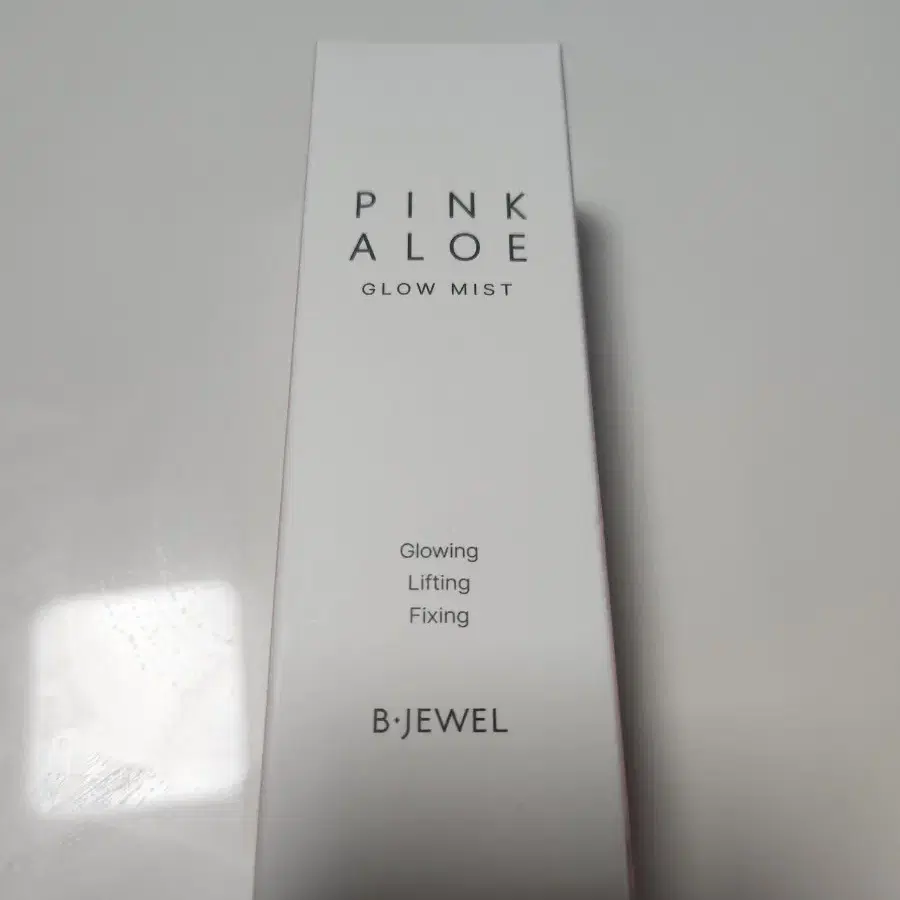 PINK
ALOE
GLOW MIST
Glowing
Lifting
Fixing
B·JEWEL